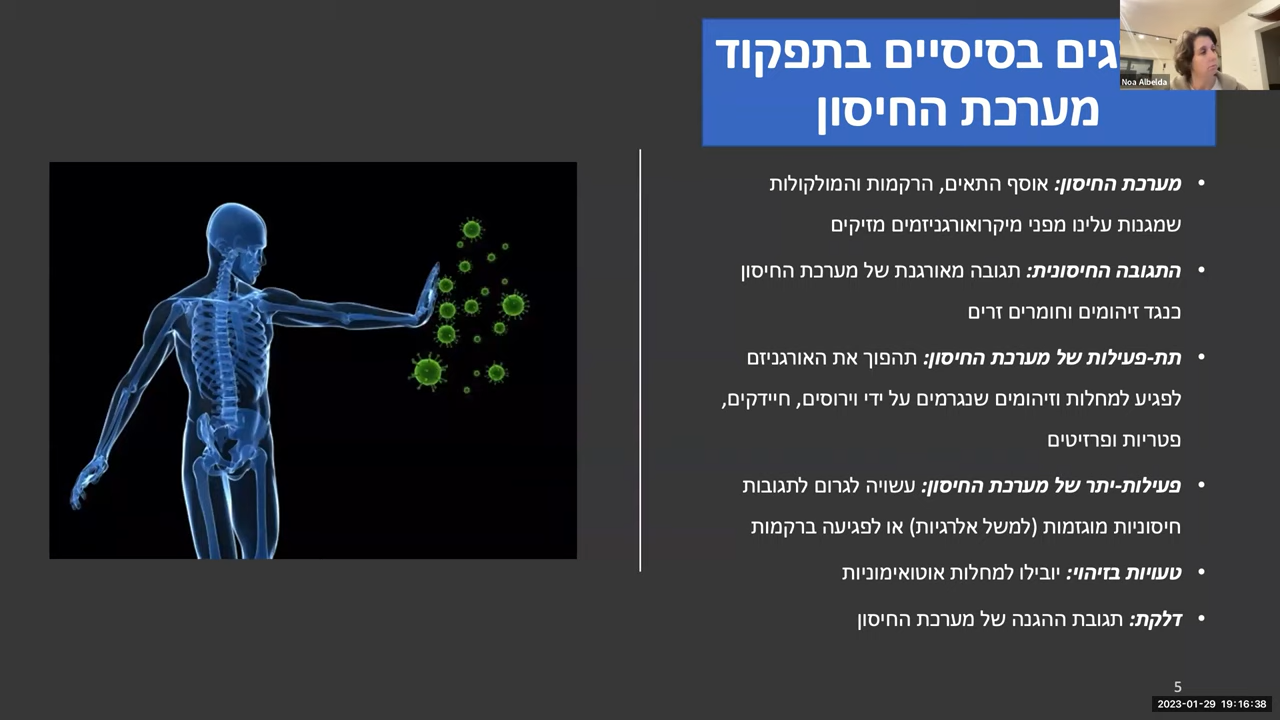 בסיסיים בתפקוד
מערכת החיסון
Noa Albelda
• מערכת החיסון: אוסף התאים, הרקמות והמולקולות
שמגנות עלינו מפני מיקרואורגניזמים מזיקים
• התגובה החיסונית: תגובה מאורגנת של מערכת החיסון
כנגד זיהומים וחומרים זרים
• תת-פעילות של מערכת החיסון: תהפוך את האורגניזם
לפגיע למחלות וזיהומים שנגרמים על ידי וירוסים, חיידקים,
פטריות ופרזיטים
• פעילות-יתר של מערכת החיסון: עשויה לגרום לתגובות
חיסוניות מוגזמות (למשל אלרגיות) או לפגיעה ברקמות
• טעויות בזיהוי: יובילו למחלות אוטואימוניות
• דלקת: תגובת ההגנה של מערכת החיסון
5
2023-01-29 19:16:38